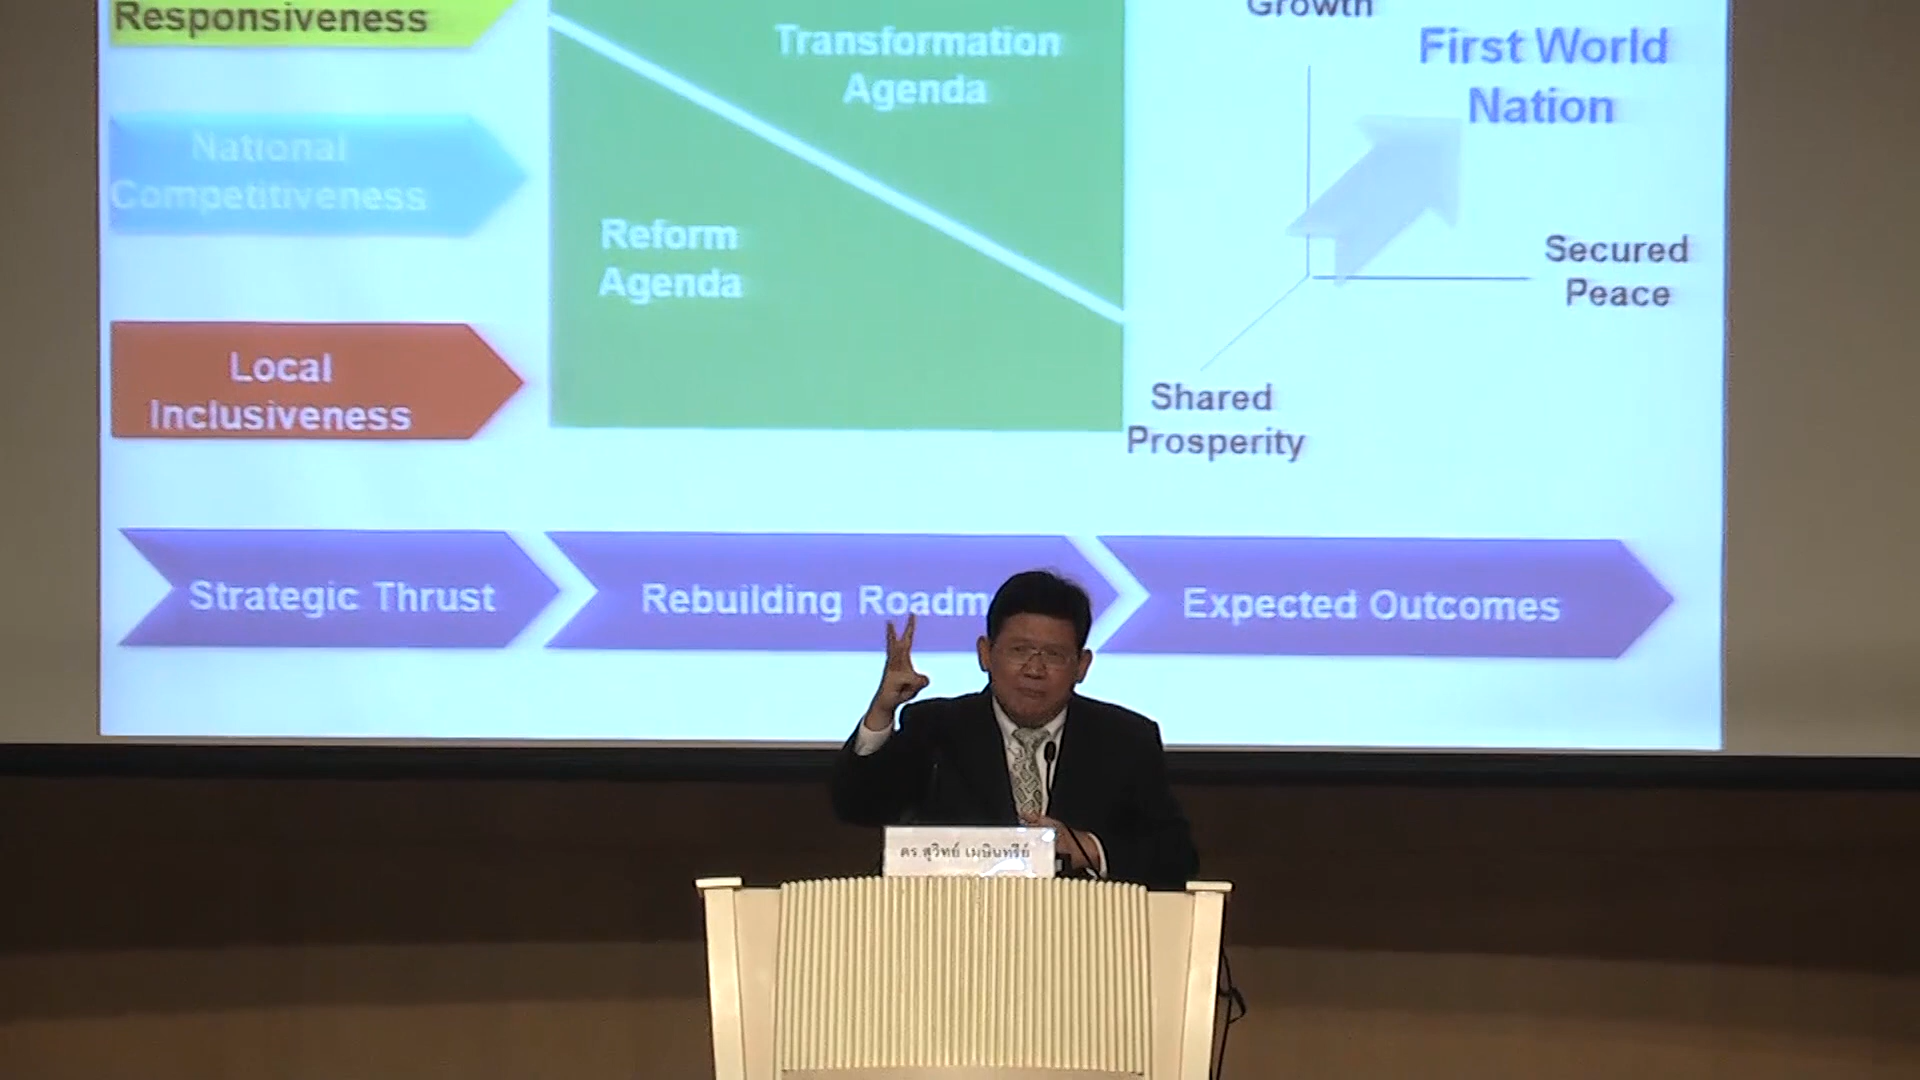 Responsiveness
National
Competitiveness
Local
Inclusiveness
Transformation
Agenda
Reform
Agenda
Growth
First World
Nation
Secured
Peace
Shared
Prosperity
Strategic Thrust
Rebuilding Roadm
Expected Outcomes
ดร.สุวิทย์ เมษินทรีย์